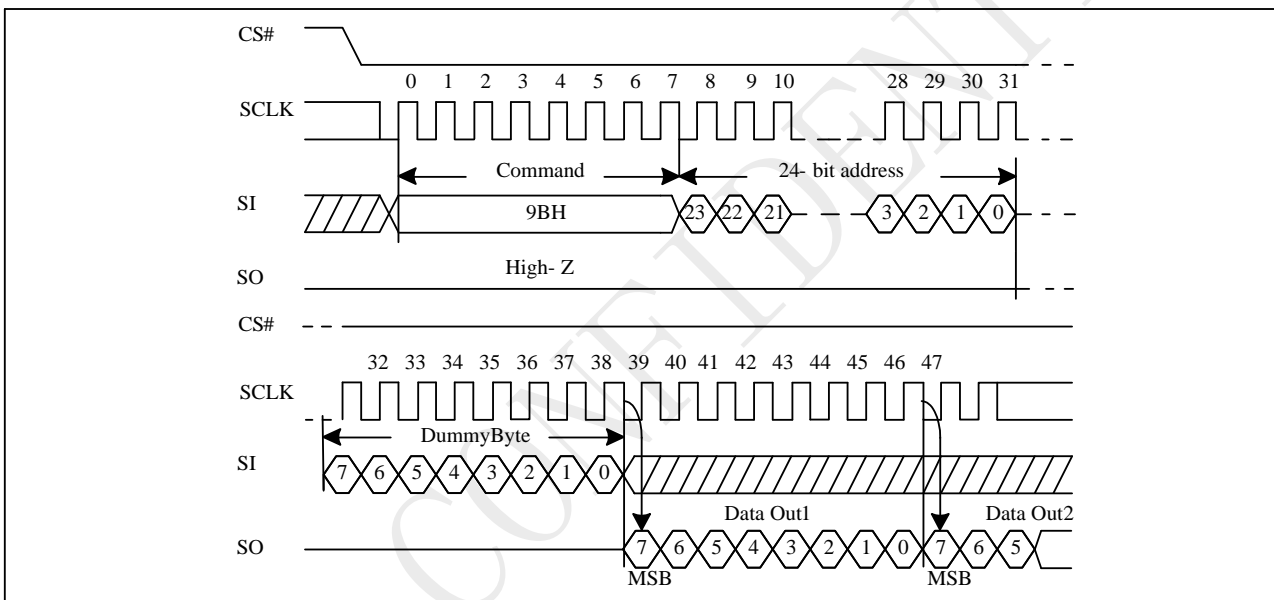 CS#
0 1 2 3 4 5 6 7 8 9 10 28 29 30 31
SCLK
Command 24- bit address
SI 9BH 23 22 21 3 2 1 0
High- Z
SO
CS#
32 33 34 35 36 37 38 39 40 41 42 43 44 45 46 47
SCLK
DummyByte
SI 7 6 5 4 3 2 1 0
Data Out1 Data Out2
SO 7 6 5 4 3 2 1 0 7 6 5
MSB MSB
CONFIDENT